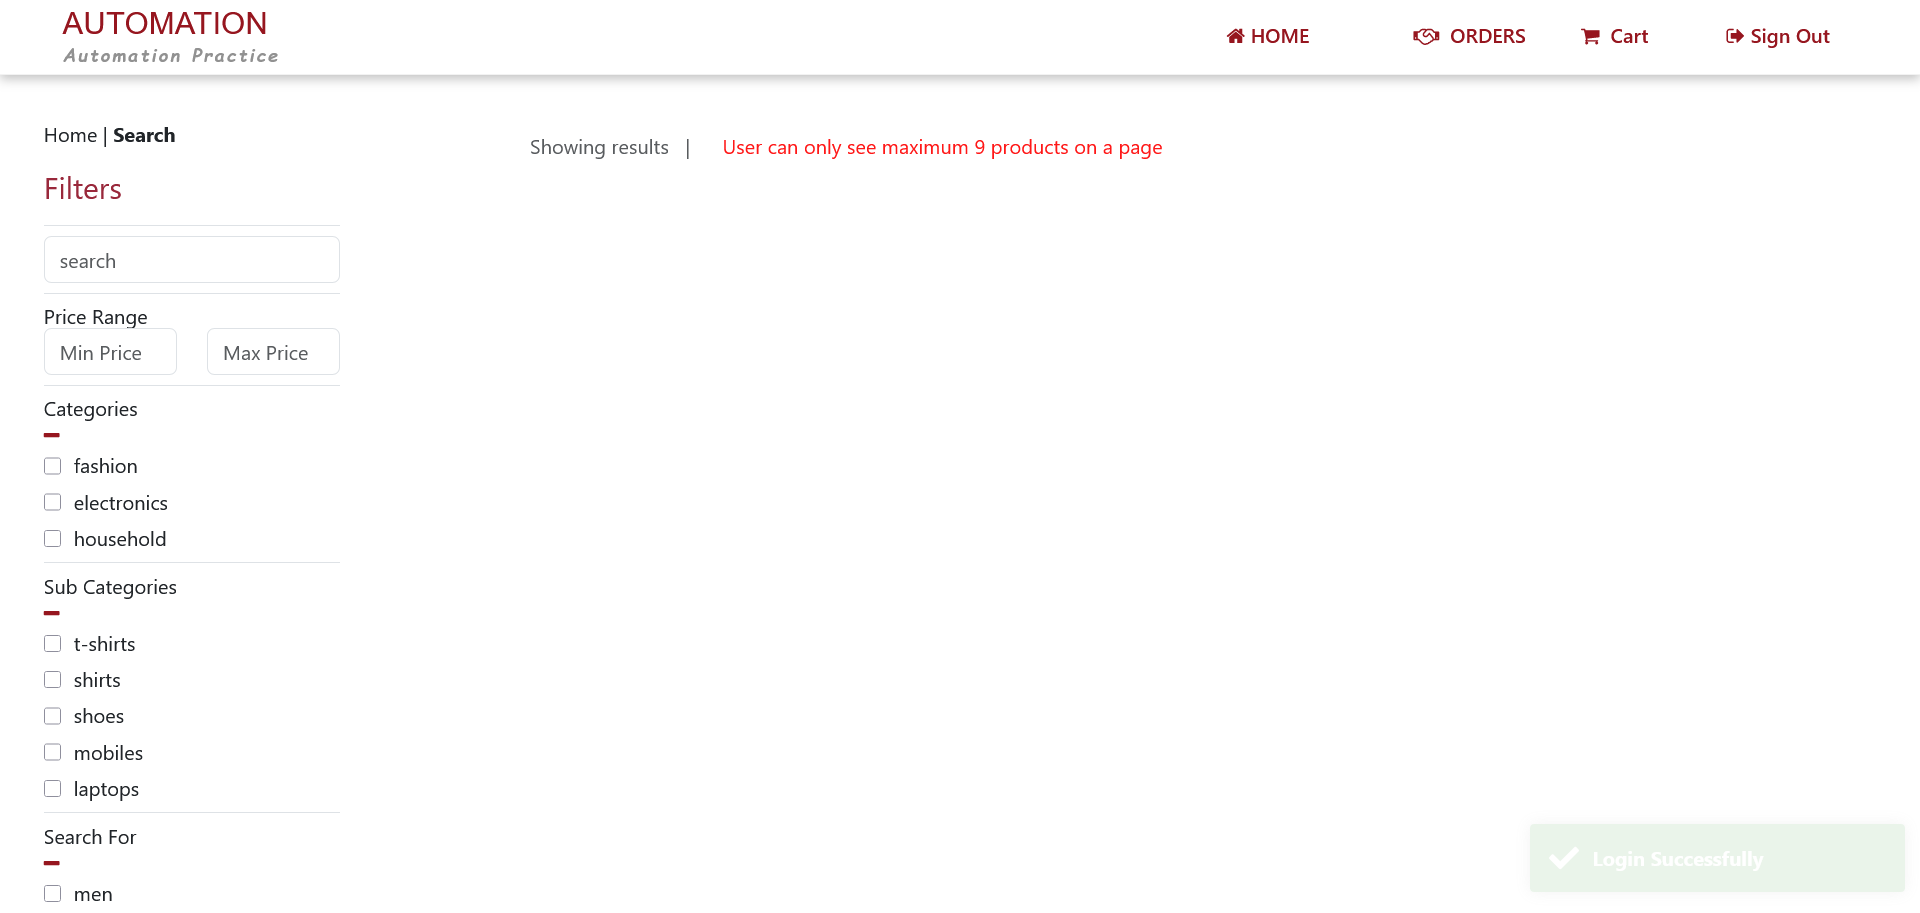 AUTOMATION
Automation Practice
HOME
ORDERS
Cart
Sign Out
Home | Search
Showing results |
User can only see maximum 9 products on a page
Filters
search
Price Range
Min Price
Max Price
Categories
fashion
electronics
household
Sub Categories
t-shirts
shirts
shoes
mobiles
laptops
Search For
men
Login Successfully